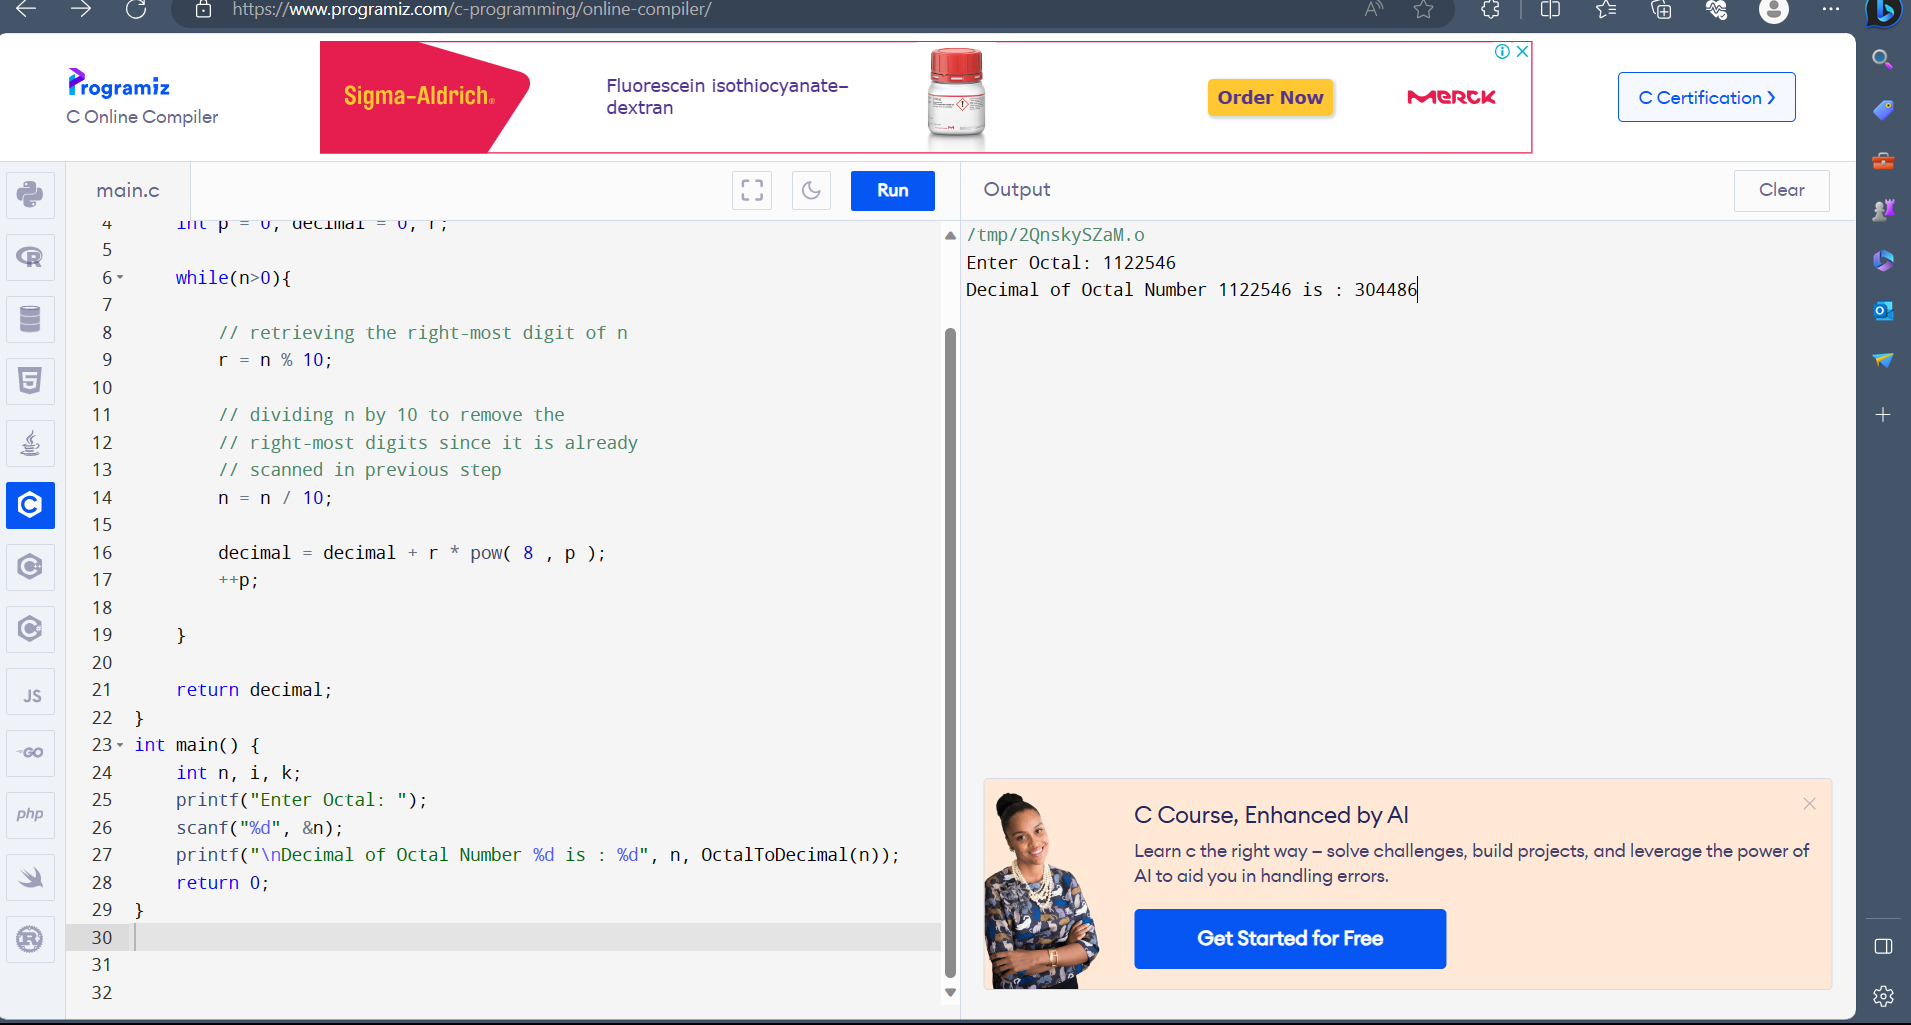 https://www.programiz.com/c-programming/online-compiler/
Programiz
C Online Compiler
Sigma-Aldrich.
Fluorescein isothiocyanate–
dextran
Order Now
MERCK
C Certification >
main.c
Run
Output
Clear
4 int p = 0, decimal = 0, r;
5
6 while(n>0){
7
8 // retrieving the right-most digit of n
9 r = n % 10;
10
11 // dividing n by 10 to remove the
12 // right-most digits since it is already
13 // scanned in previous step
14 n = n / 10;
15
16 decimal = decimal + r * pow( 8 , p );
17 ++p;
18
19 }
20
21 return decimal;
22 }
23 int main() {
24 int n, i, k;
25 printf("Enter Octal: ");
26 scanf("%d", &n);
27 printf("\nDecimal of Octal Number %d is : %d", n, OctalToDecimal(n));
28 return 0;
29 }
30
31
32
/tmp/2QnskySZaM.o
Enter Octal: 1122546
Decimal of Octal Number 1122546 is : 304486
JS
GO
php
C Course, Enhanced by AI
Learn c the right way – solve challenges, build projects, and leverage the power of
AI to aid you in handling errors.
Get Started for Free